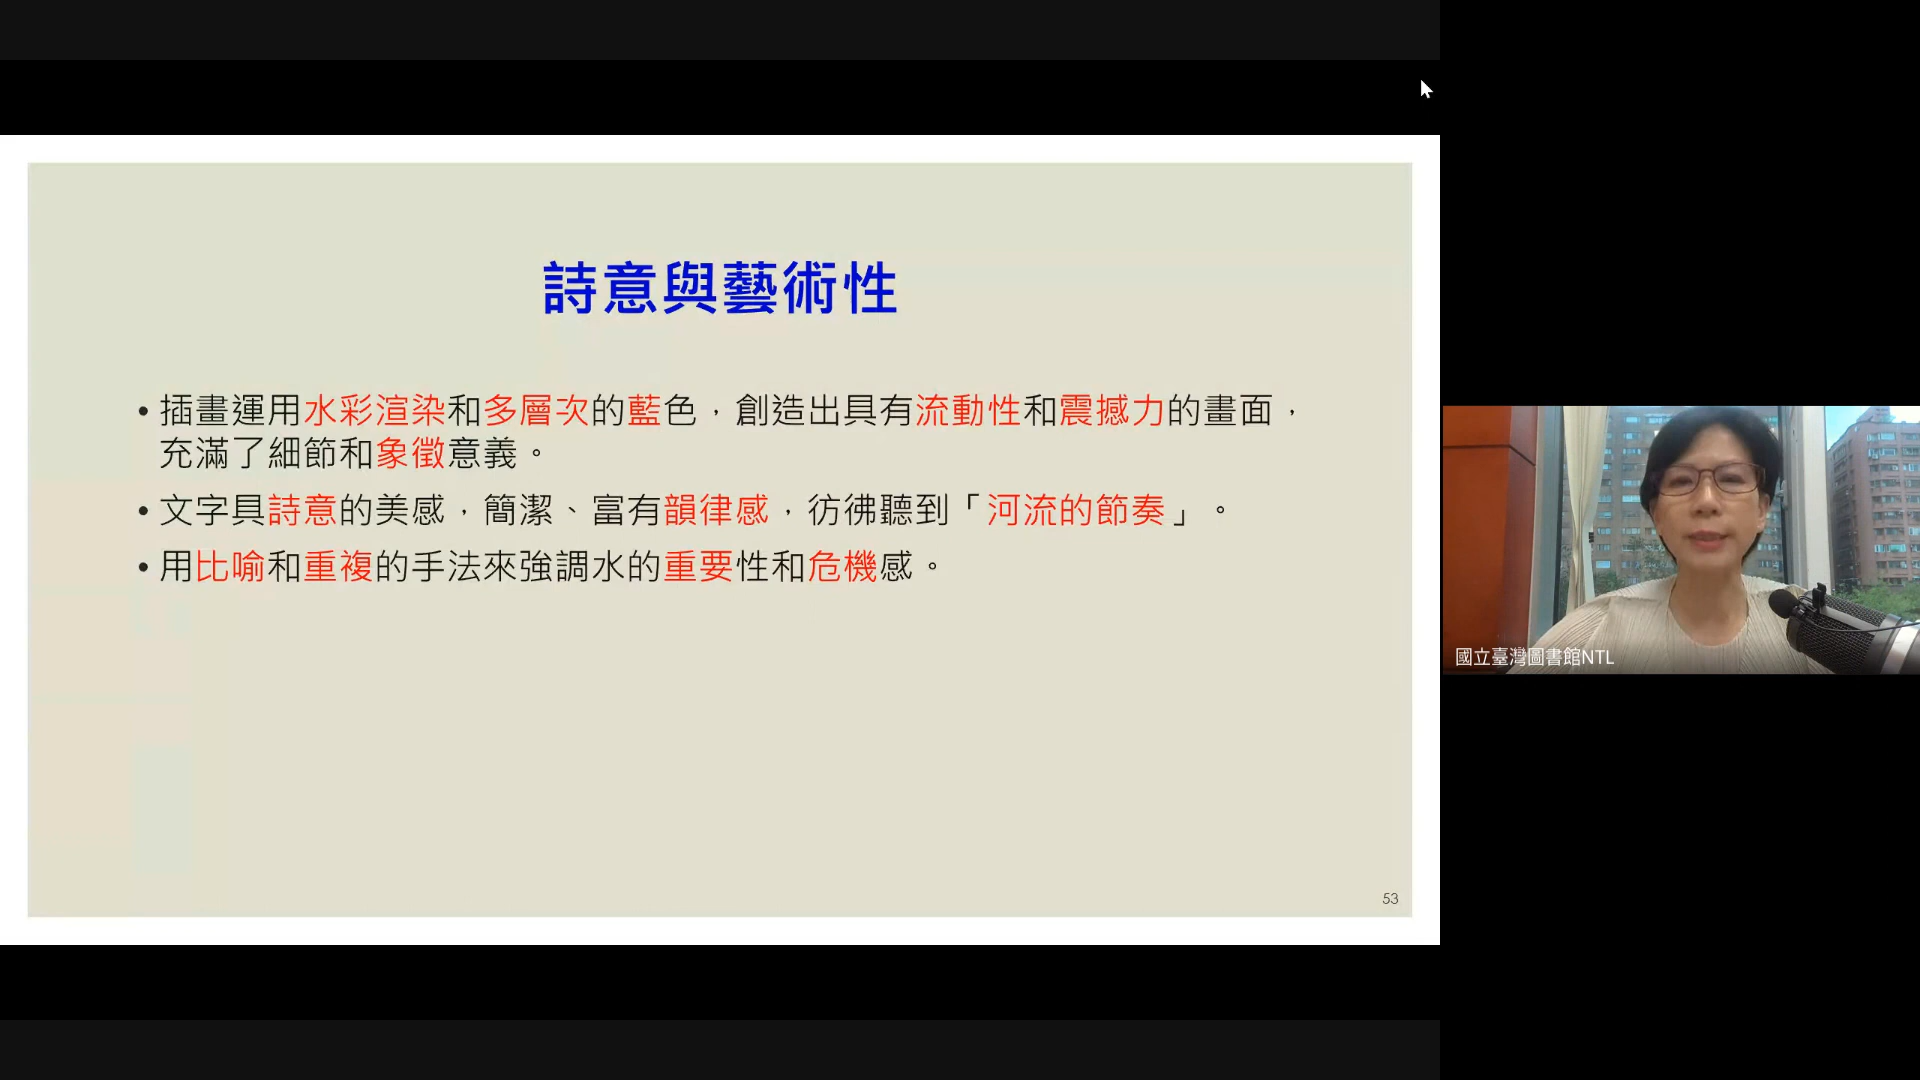 詩意與藝術性
• 插畫運用水彩渲染和多層次的藍色，創造出具有流動性和震撼力的畫面，
充滿了細節和象徵意義。
• 文字具詩意的美感，簡潔、富有韻律感，彷彿聽到「河流的節奏」。
• 用比喻和重複的手法來強調水的重要性和危機感。
53
國立臺灣圖書館NTL